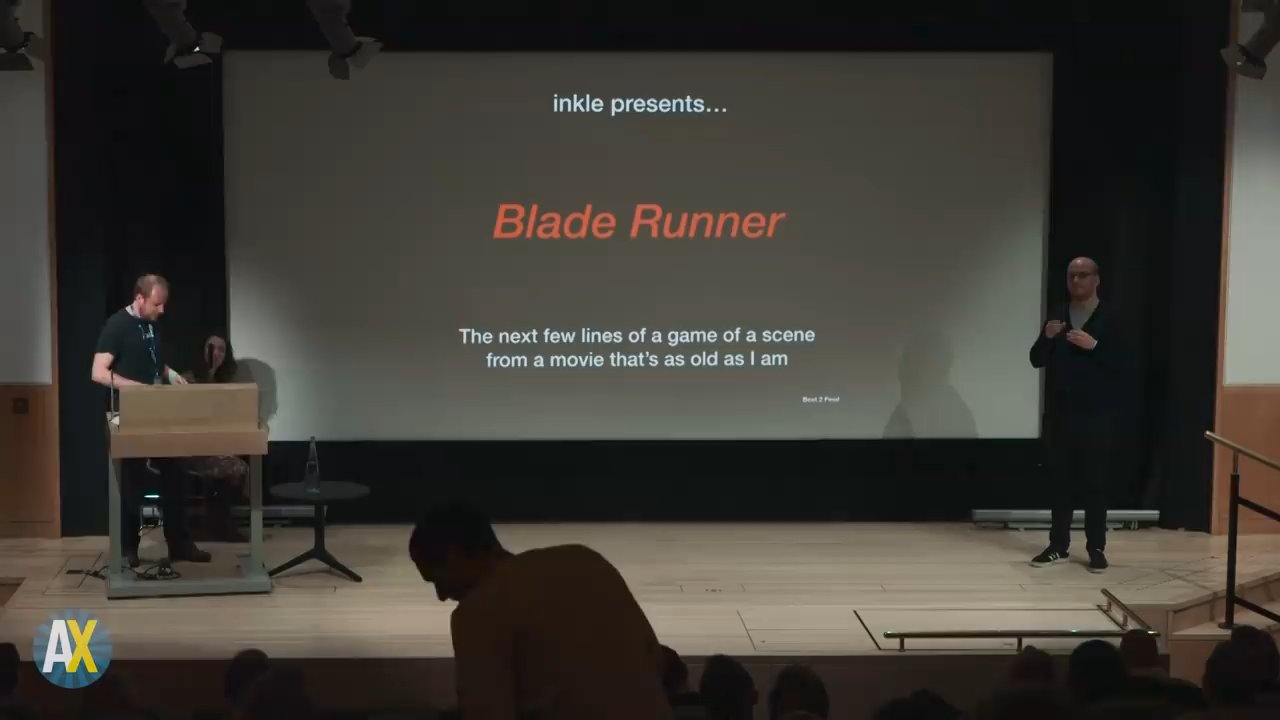 inkle presents...
Blade Runner
The next few lines of a game of a scene
from a movie that's as old as I am
AX